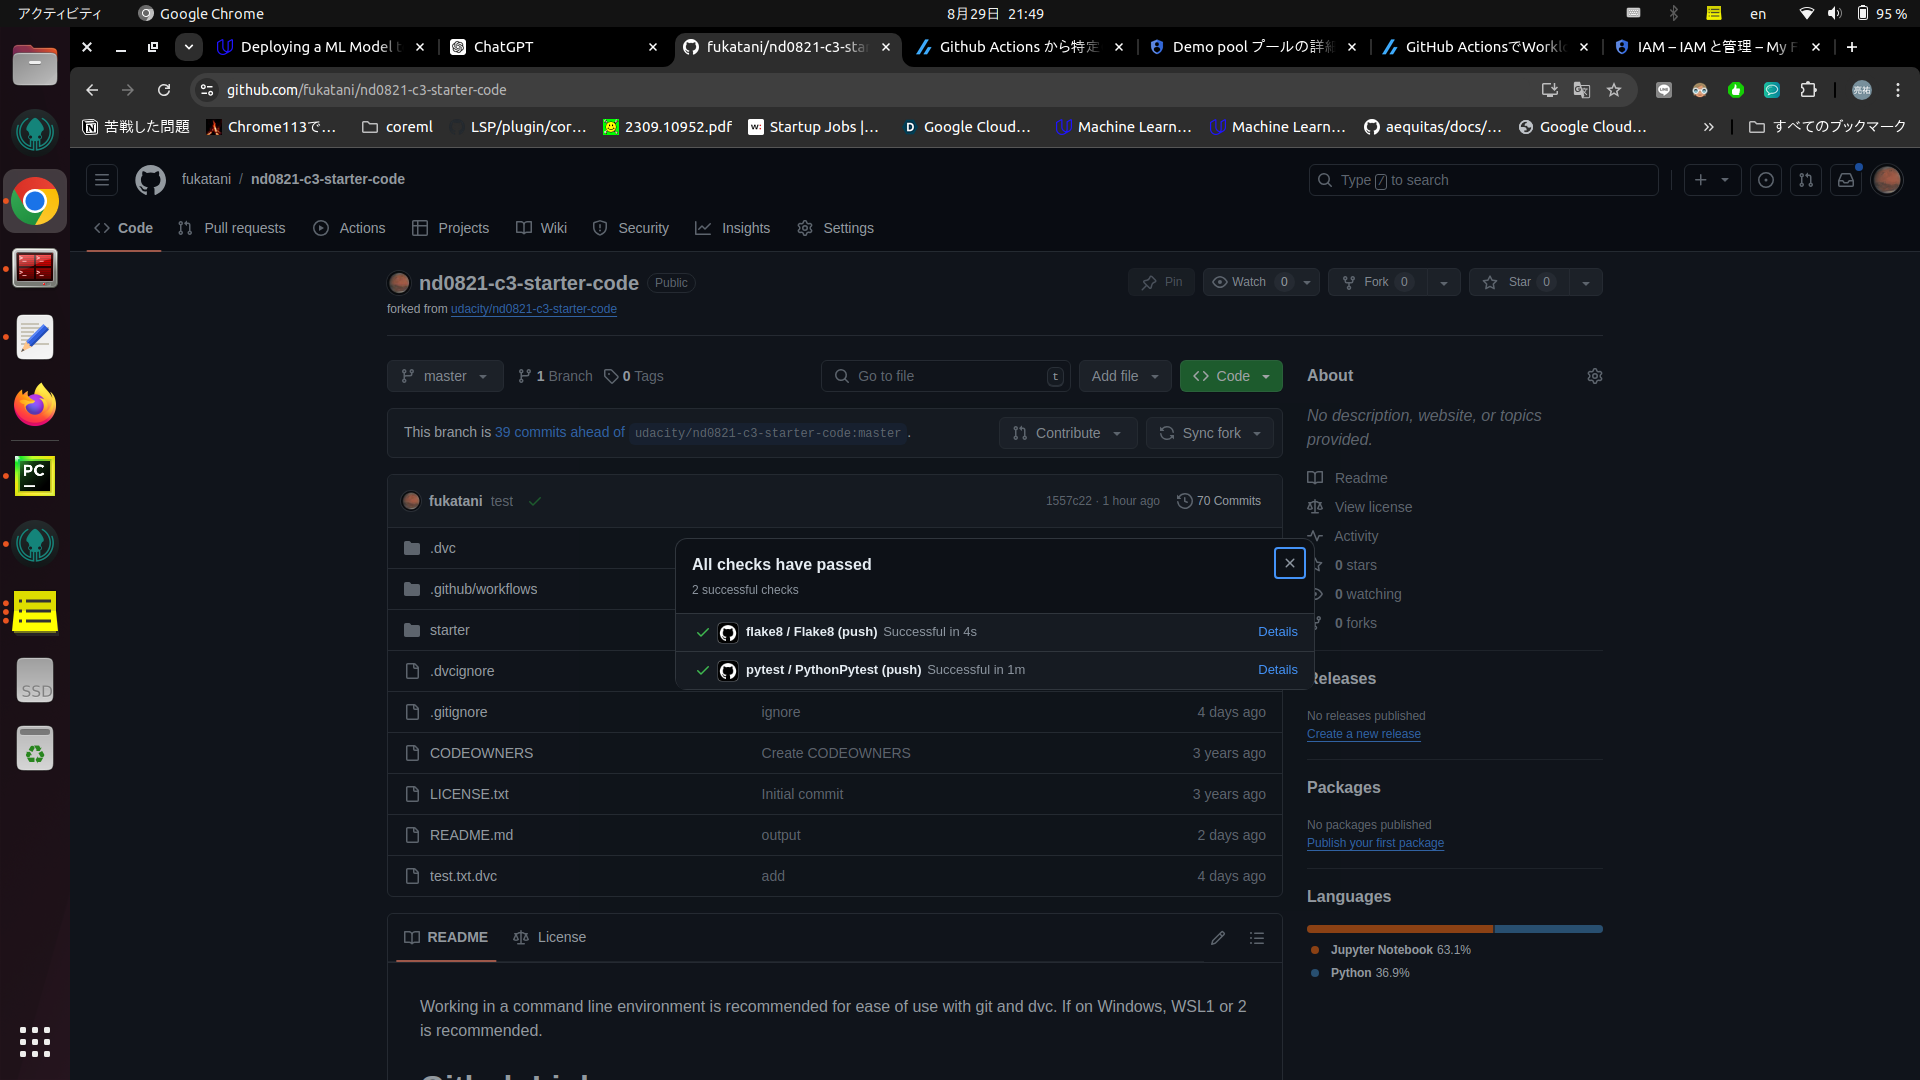 アクティビティ
Google Chrome
8月29日 21:49
en
95 %
Deploying a ML Model t
ChatGPT
fukatani/nd0821-c3-star
Github Actions から特定
Demo pool プールの詳細
GitHub ActionsでWorklo
IAM – IAM と管理 – My F
github.com/fukatani/nd0821-c3-starter-code
亮祐
苦戦した問題
Chrome113で…
coreml
LSP/plugin/cor…
2309.10952.pdf
Startup Jobs |…
Google Cloud…
Machine Learn…
Machine Learn…
aequitas/docs/…
Google Cloud…
すべてのブックマーク
fukatani / nd0821-c3-starter-code
Type / to search
Code
Pull requests
Actions
Projects
Wiki
Security
Insights
Settings
nd0821-c3-starter-code
Public
Pin
Watch 0
Fork 0
Star 0
forked from udacity/nd0821-c3-starter-code
master
1 Branch
0 Tags
Go to file
t
Add file
Code
This branch is 39 commits ahead of udacity/nd0821-c3-starter-code:master .
Contribute
Sync fork
fukatani test
1557c22 · 1 hour ago
70 Commits
.dvc
.github/workflows
starter
.dvcignore
.gitignore
ignore
4 days ago
CODEOWNERS
Create CODEOWNERS
3 years ago
LICENSE.txt
Initial commit
3 years ago
README.md
output
2 days ago
test.txt.dvc
add
4 days ago
All checks have passed
2 successful checks
flake8 / Flake8 (push) Successful in 4s
Details
pytest / PythonPytest (push) Successful in 1m
Details
README
License
Working in a command line environment is recommended for ease of use with git and dvc. If on Windows, WSL1 or 2
is recommended.
About
No description, website, or topics
provided.
Readme
View license
Activity
0 stars
0 watching
0 forks
Releases
No releases published
Create a new release
Packages
No packages published
Publish your first package
Languages
Jupyter Notebook 63.1%
Python 36.9%
PC
SSD